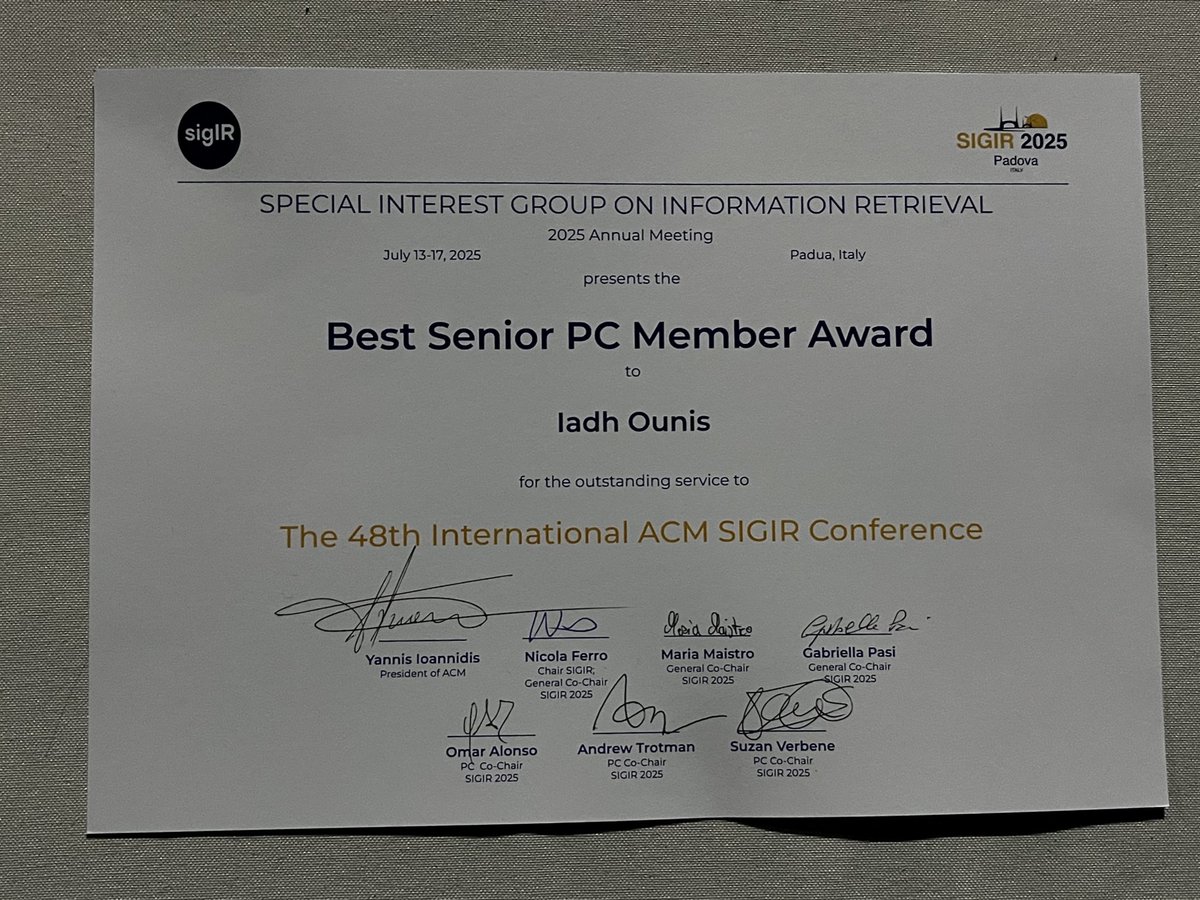 sigIR
SIGIR 2025
Padova
ITALY
SPECIAL INTEREST GROUP ON INFORMATION RETRIEVAL
2025 Annual Meeting
July 13-17, 2025 Padua, Italy
presents the
Best Senior PC Member Award
to
Iadh Ounis
for the outstanding service to
The 48th International ACM SIGIR Conference
Yannis Ioannidis
President of ACM
Nicola Ferro
Chair SIGIR;
General Co-Chair
SIGIR 2025
Maria Maistro
Maria Maistro
General Co-Chair
SIGIR 2025
Gabriella Pasi
General Co-Chair
SIGIR 2025
Omar Alonso
PC Co-Chair
SIGIR 2025
Andrew Trotman
PC Co-Chair
SIGIR 2025
Suzan Verbene
PC Co-Chair
SIGIR 2025